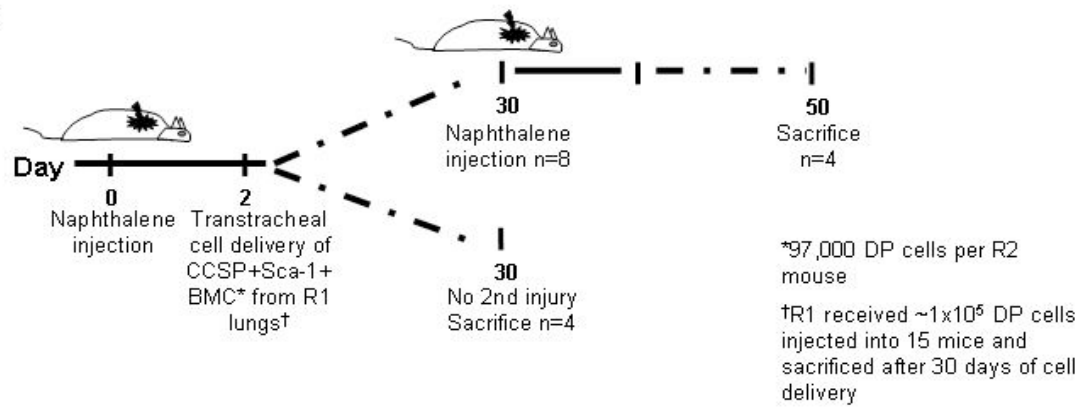 30
Naphthalene
injection n=8
50
Sacrifice
n=4
Day
0
Naphthalene
injection
2
Transtracheal
cell delivery of
CCSP+Sca-1+
BMC* from R1
lungs†
30
No 2nd injury
Sacrifice n=4
*97,000 DP cells per R2
mouse
†R1 received ~1x10⁵ DP cells
injected into 15 mice and
sacrificed after 30 days of cell
delivery